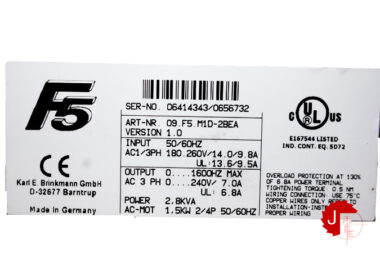 F5
SER-NO. 06414343/0656732
ART-NR. 09.F5.M1D-2BEA
VERSION 1.0
INPUT 50/60HZ
AC1/3PH 180.260V/14.0/9.8A
UL:13.6/9.5A
OUTPUT 0...1600HZ MAX
AC 3 PH 0...240V/ 7.0A
UL: 6.8A
POWER 2.8KVA
AC-MOT 1.5KW 2/4P 50/60HZ
CE
Karl E. Brinkmann GmbH
D-32677 Barntrup
Made in Germany
C UL US
LISTED
E167544 LISTED
IND. CONT. EQ. 5D72
OVERLOAD PROTECTION AT 130%
OF 6.8A POWER TERMINAL
TIGHTENING TORQUE 0.5 NM
WIRING CONNECTION. USE 75°C
COPPER WIRES ONLY
INSTALLATION-INST
PROPER WIRING